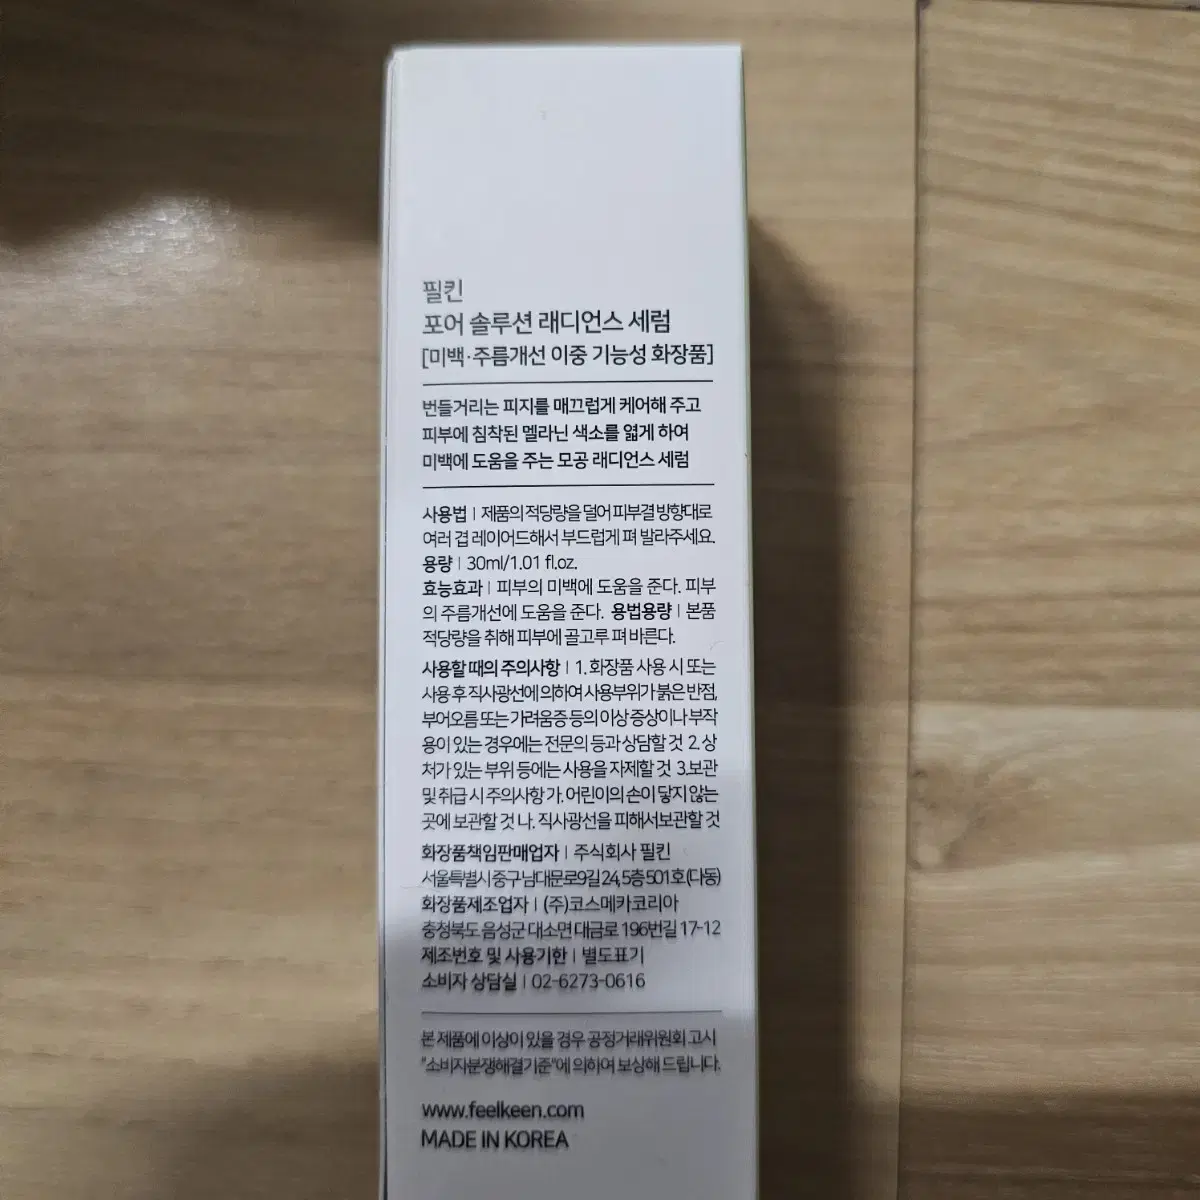 필킨
포어 솔루션 래디언스 세럼
[미백·주름개선 이중 기능성 화장품]
번들거리는 피지를 매끄럽게 케어해 주고
피부에 침착된 멜라닌 색소를 엷게 하여
미백에 도움을 주는 모공 래디언스 세럼
사용법 | 제품의 적당량을 덜어 피부결 방향대로
여러 겹 레이어드해서 부드럽게 펴 발라주세요.
용량 | 30ml/1.01 fl.oz.
효능효과 | 피부의 미백에 도움을 준다. 피부
의 주름개선에 도움을 준다. 용법용량 | 본품
적당량을 취해 피부에 골고루 펴 바른다.
사용할 때의 주의사항 | 1. 화장품 사용 시 또는
사용 후 직사광선에 의하여 사용부위가 붉은 반점,
부어오름 또는 가려움증 등의 이상 증상이나 부작
용이 있는 경우에는 전문의 등과 상담할 것 2. 상
처가 있는 부위 등에는 사용을 자제할 것 3.보관
및 취급 시 주의사항 가. 어린이의 손이 닿지 않는
곳에 보관할 것 나. 직사광선을 피해서 보관할 것
화장품책임판매업자 | 주식회사 필킨
서울특별시 중구 남대문로9길 24, 5층 501호(다동)
화장품제조업자 | (주)코스메카코리아
충청북도 음성군 대소면 대금로 196번길 17-12
제조번호 및 사용기한 | 별도표기
소비자 상담실 | 02-6273-0616
본 제품에 이상이 있을 경우 공정거래위원회 고시
"소비자분쟁해결기준"에 의하여 보상해 드립니다.
www.feelkeen.com
MADE IN KOREA